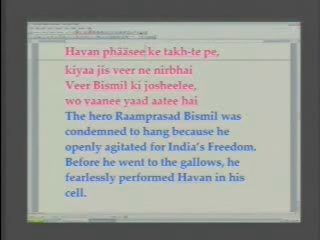 Havan phääsee ke takh-te pe,
kiyaa jis veer ne nirbhai
Veer Bismil ki josheelee,
wo vaanee yaad aatee hai
The hero Raamprasad Bismil was
condemned to hang because he
openly agitated for India's Freedom.
Before he went to the gallows, he
fearlessly performed Havan in his
cell.